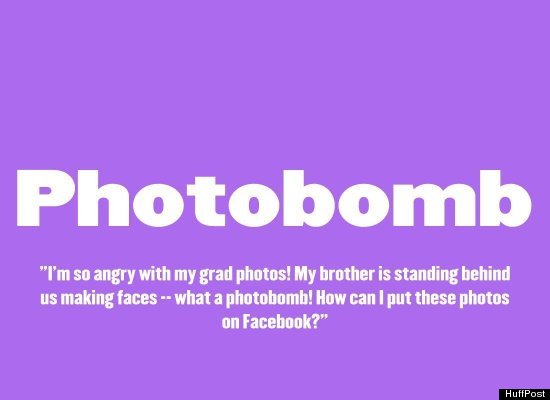 Photobomb
”I’m so angry with my grad photos! My brother is standing behind
us making faces -- what a photobomb! How can I put these photos
on Facebook?”
HuffPost